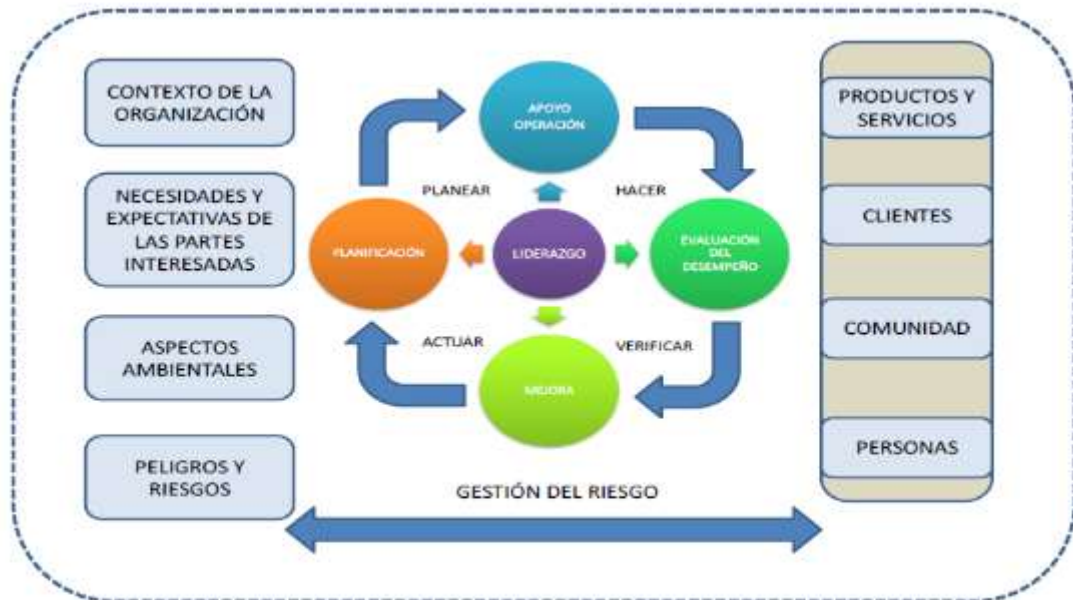 CONTEXTO DE LA
ORGANIZACIÓN
NECESIDADES Y
EXPECTATIVAS DE
LAS PARTES
INTERESADAS
ASPECTOS
AMBIENTALES
PELIGROS Y
RIESGOS
APOYO
OPERACIÓN
PLANEAR
HACER
PLANIFICACIÓN
LIDERAZGO
EVALUACIÓN
DEL
DESEMPEÑO
ACTUAR
VERIFICAR
MEJORA
GESTIÓN DEL RIESGO
PRODUCTOS Y
SERVICIOS
CLIENTES
COMUNIDAD
PERSONAS